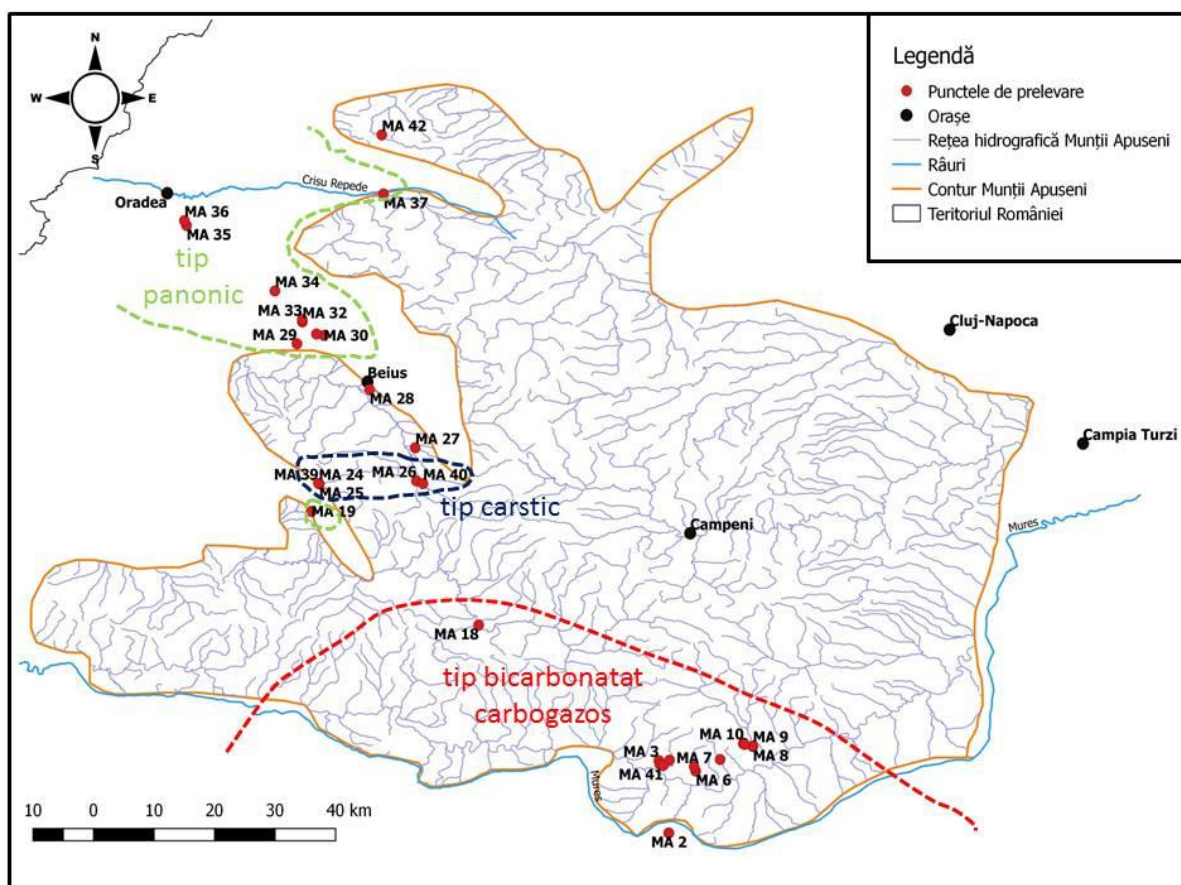 N
W
E
S
Legendă
Punctele de prelevare
Orașe
Rețea hidrografică Munții Apuseni
Râuri
Contur Munții Apuseni
Teritoriul României
MA 42
Crisu Repede
Oradea
MA 37
MA 36
MA 35
tip
panonic
MA 34
MA 33
MA 32
MA 30
MA 29
Cluj-Napoca
Beius
MA 28
MA 27
Campia Turzi
MA 39
MA 24
MA 26
MA 40
MA 25
tip carstic
MA 19
Mures
Campeni
MA 18
tip bicarbonatat
carbogazos
MA 10
MA 9
MA 3
MA 7
MA 8
MA 41
MA 6
Mures
MA 2
10 0 10 20 30 40 km